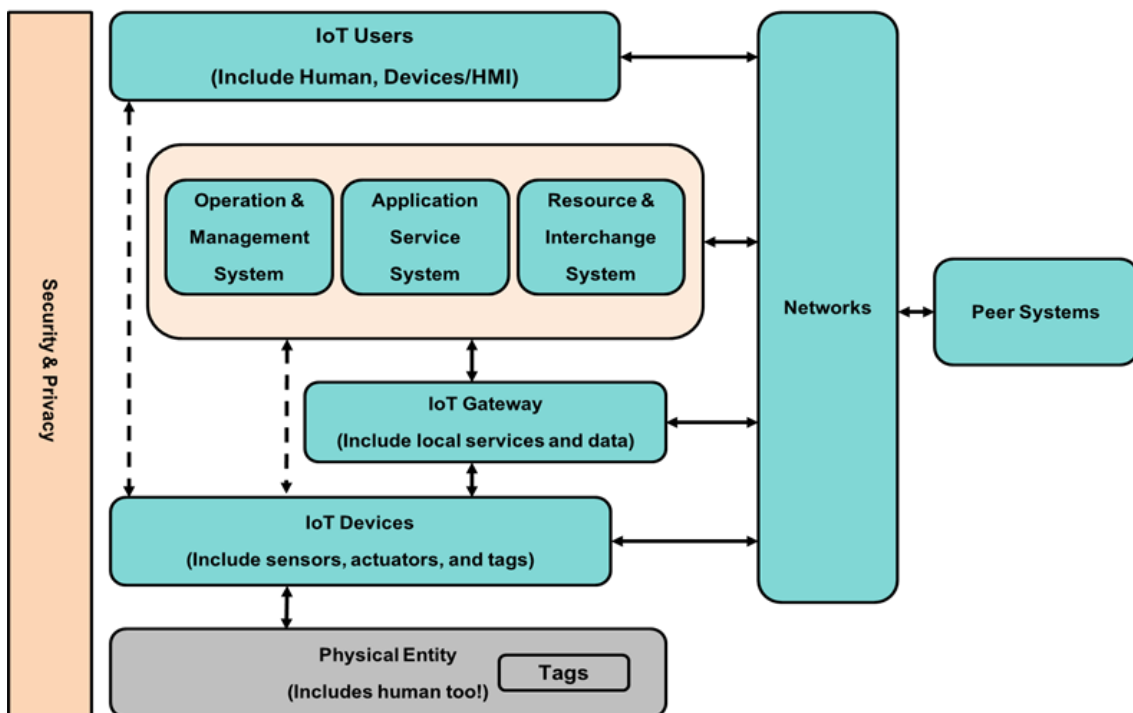 IoT Users
(Include Human, Devices/HMI)
Operation &
Management
System
Application
Service
System
Resource &
Interchange
System
Networks
Peer Systems
Security & Privacy
IoT Gateway
(Include local services and data)
IoT Devices
(Include sensors, actuators, and tags)
Physical Entity
(Includes human too!)
Tags